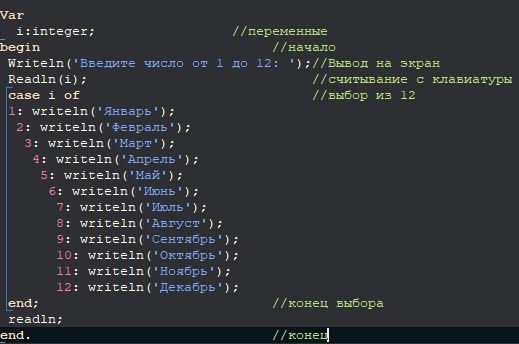 Var
i:integer; //переменные
begin //начало
Writeln('Введите число от 1 до 12: ');//Вывод на экран
Readln(i); //считывание с клавиатуры
case i of //выбор из 12
1: writeln('Январь');
2: writeln('Февраль');
3: writeln('Март');
4: writeln('Апрель');
5: writeln('Май');
6: writeln('Июнь');
7: writeln('Июль');
8: writeln('Август');
9: writeln('Сентябрь');
10: writeln('Октябрь');
11: writeln('Ноябрь');
12: writeln('Декабрь');
end; //конец выбора
readln;
end. //конец